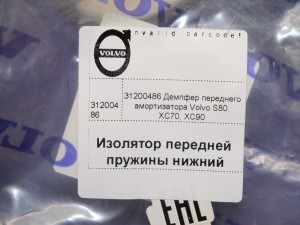 Invalid barcode!
VOLVO
31200486 Демпфер переднего
амортизатора Volvo S80,
XC70, XC90
312004
86
Изолятор передней
пружины нижний
EAC